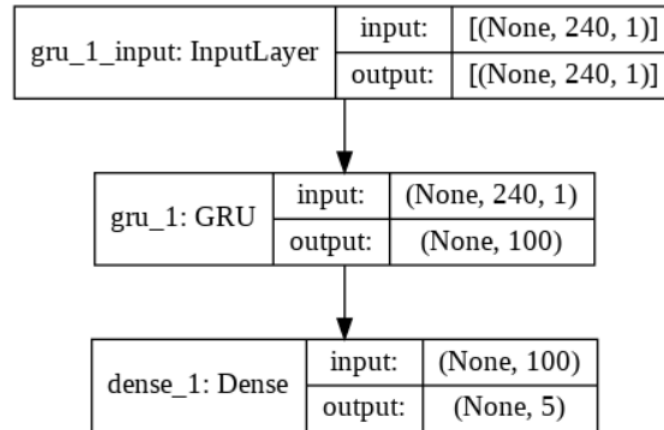 gru_1_input: InputLayer
input: [(None, 240, 1)]
output: [(None, 240, 1)]
gru_1: GRU
input: (None, 240, 1)
output: (None, 100)
dense_1: Dense
input: (None, 100)
output: (None, 5)